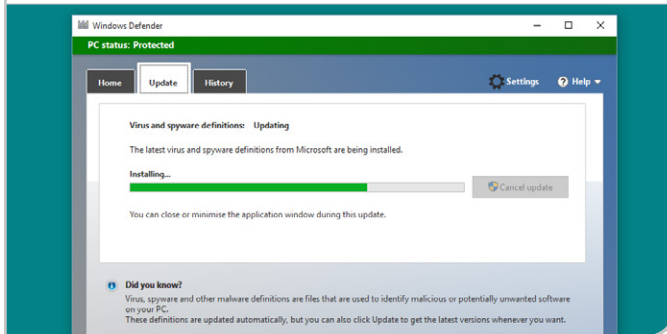 Windows Defender
PC status: Protected
Home Update History Settings Help
Virus and spyware definitions: Updating
The latest virus and spyware definitions from Microsoft are being installed.
Installing...
Cancel update
You can close or minimise the application window during this update.
Did you know?
Virus, spyware and other malware definitions are files that are used to identify malicious or potentially unwanted software
on your PC.
These definitions are updated automatically, but you can also click Update to get the latest versions whenever you want.